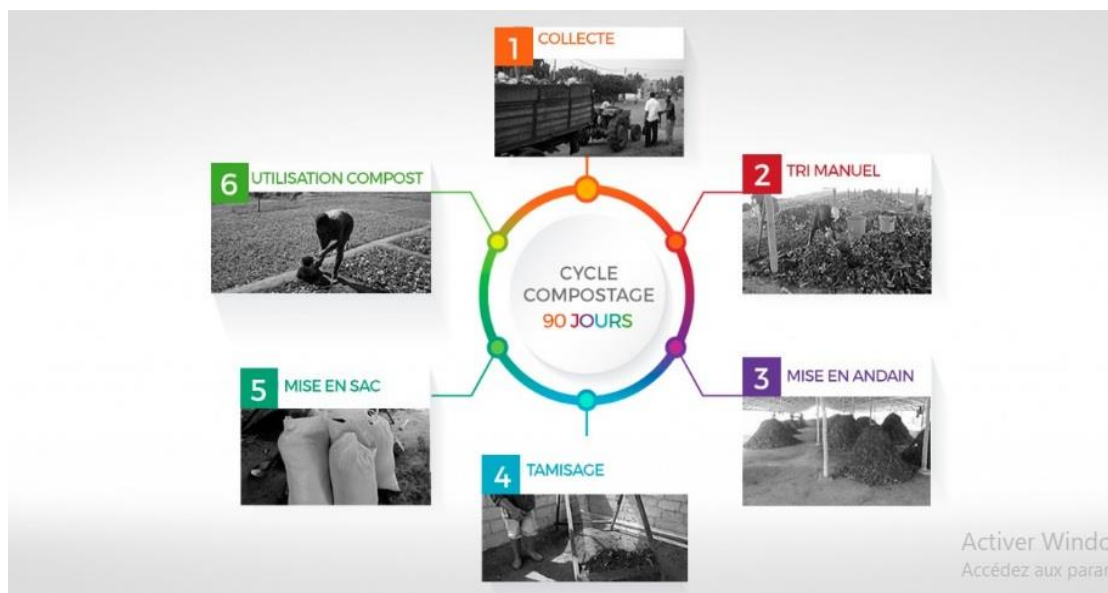 1 COLLECTE
2 TRI MANUEL
3 MISE EN ANDAIN
4 TAMISAGE
5 MISE EN SAC
6 UTILISATION COMPOST
CYCLE
COMPOSTAGE
90 JOURS
Activer Windo
Accédez aux para